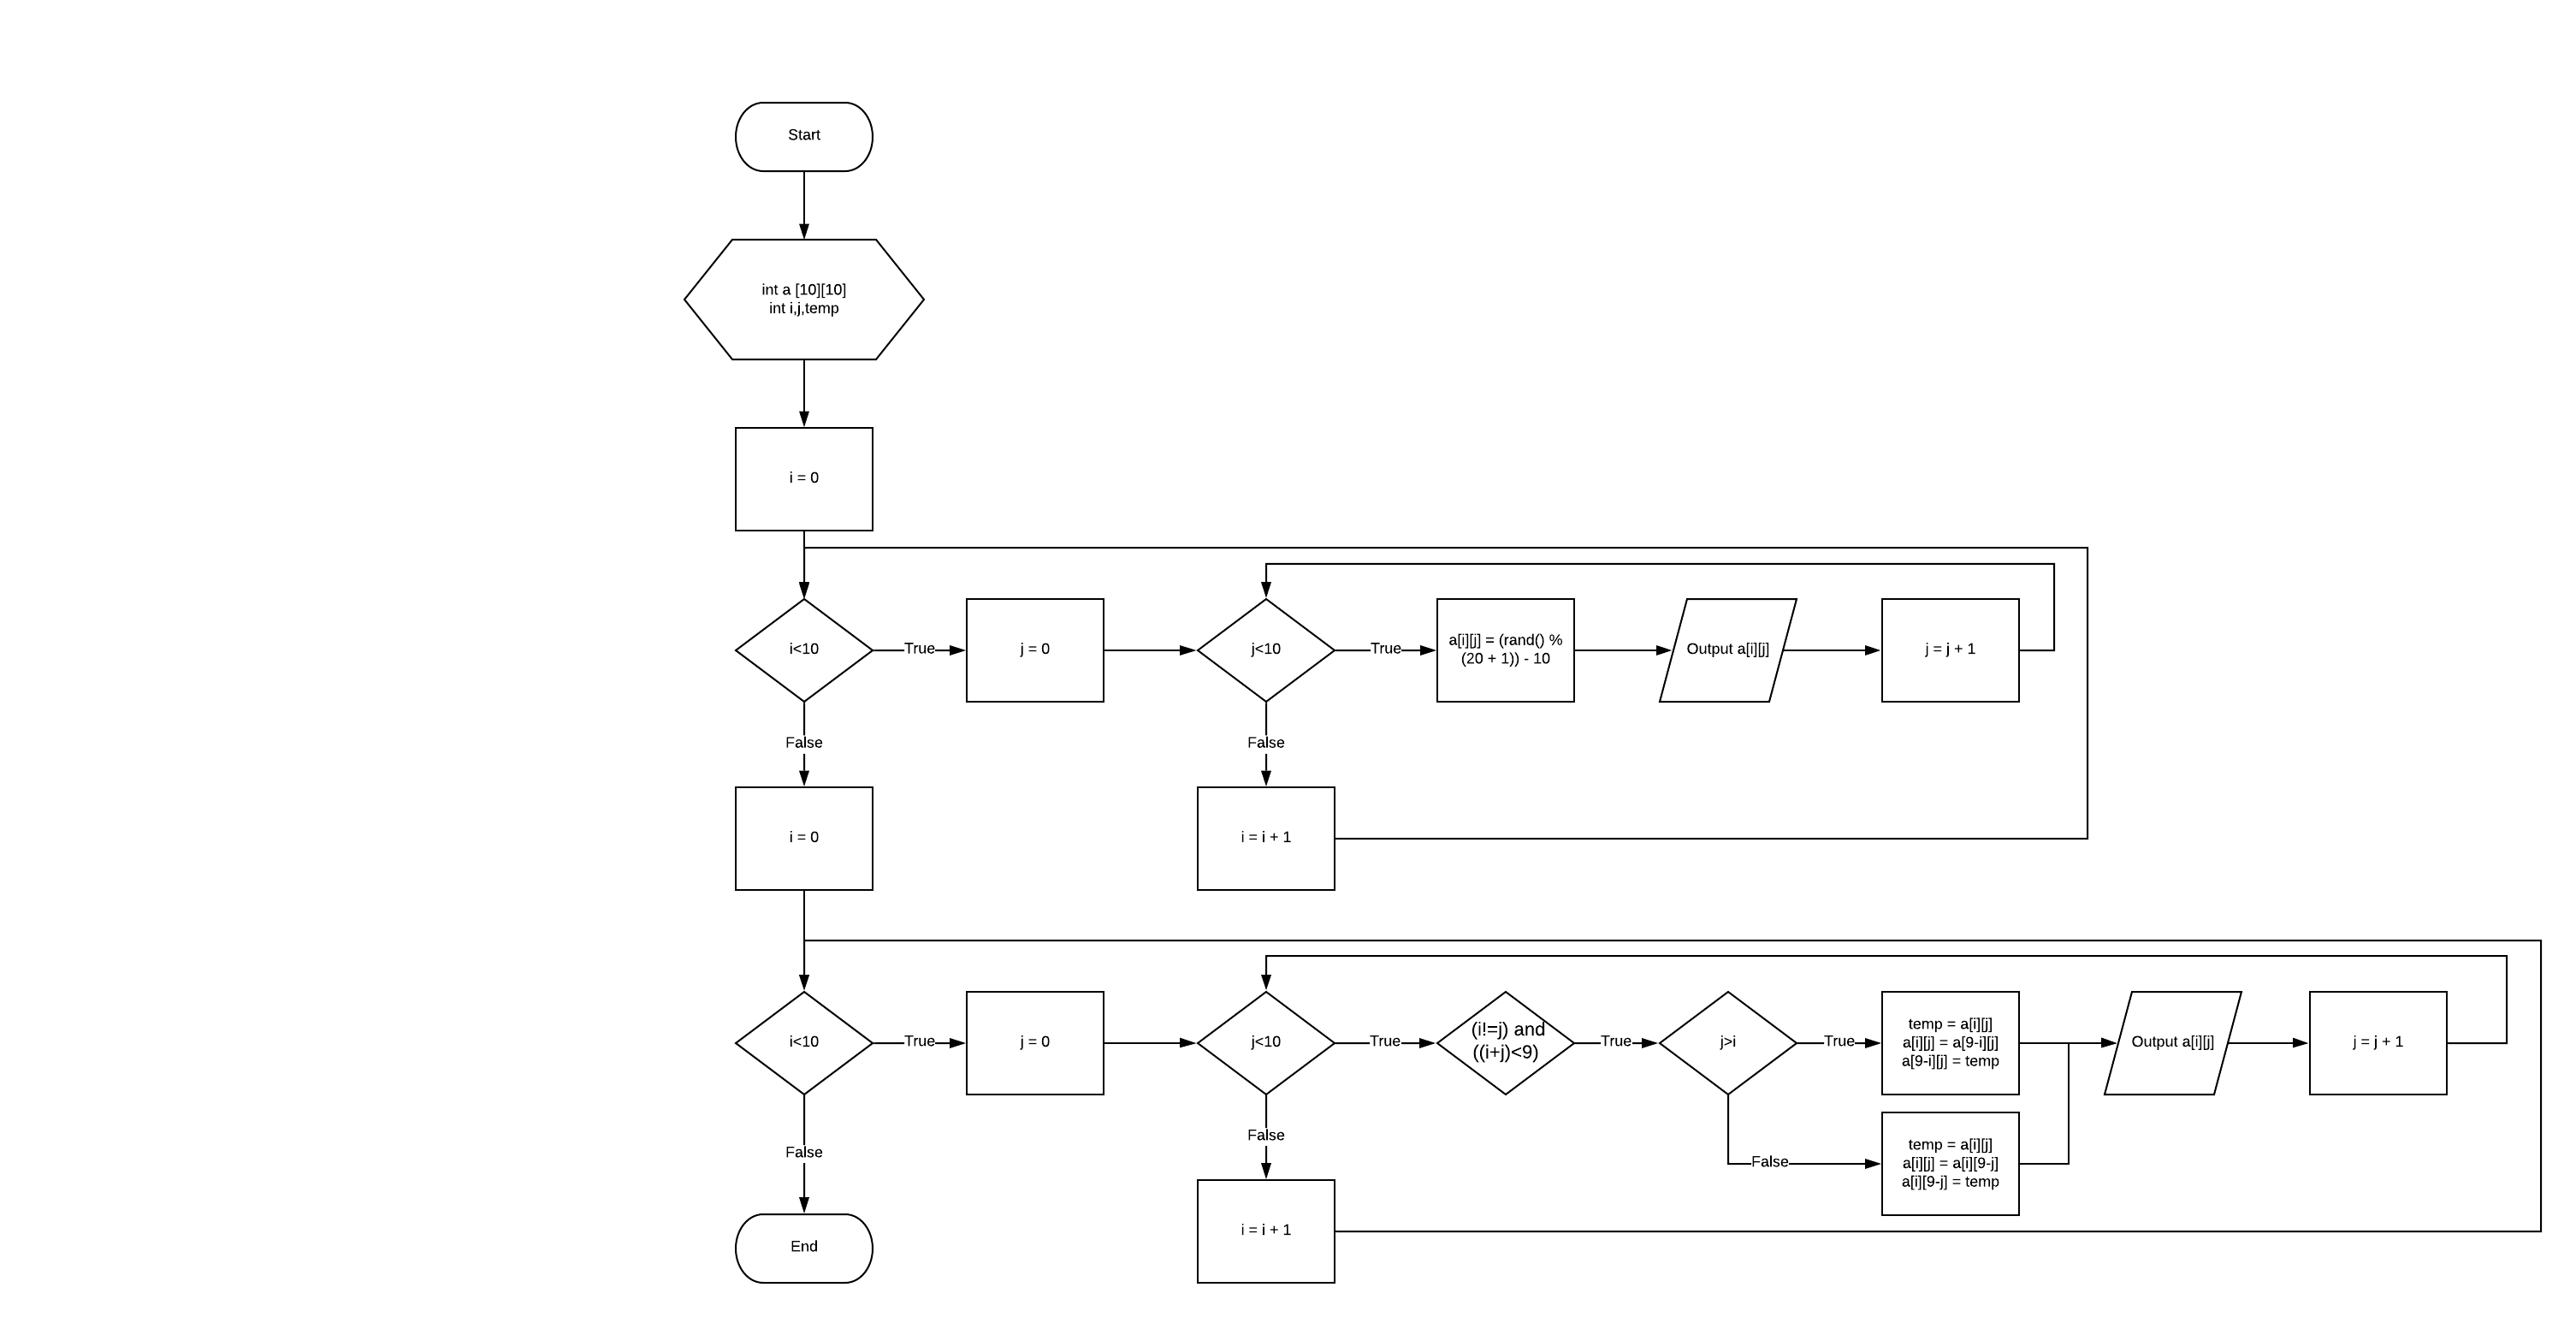 Start
int a [10][10]
int i,j,temp
i = 0
i<10
True
j = 0
j<10
True
a[i][j] = (rand() %
(20 + 1)) - 10
Output a[i][j]
j = j + 1
False
False
i = 0
i = i + 1
i<10
True
j = 0
j<10
True
(i!=j) and
((i+j)<9)
True
j>i
True
temp = a[i][j]
a[i][j] = a[9-i][j]
a[9-i][j] = temp
Output a[i][j]
j = j + 1
False
False
False
temp = a[i][j]
a[i][j] = a[i][9-j]
a[i][9-j] = temp
i = i + 1
End